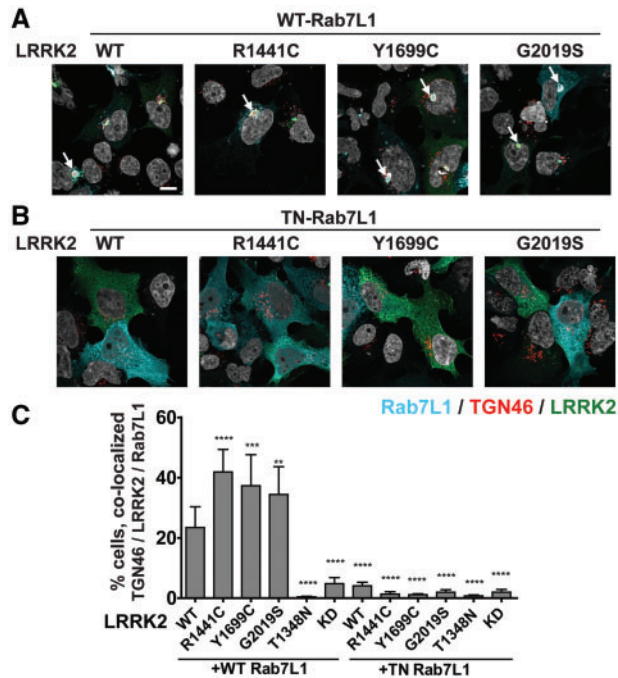 A
WT-Rab7L1
LRRK2 WT R1441C Y1699C G2019S
B
TN-Rab7L1
LRRK2 WT R1441C Y1699C G2019S
Rab7L1 / TGN46 / LRRK2
C
% cells, co-localized
TGN46 / LRRK2 / Rab7L1
60
40
20
0
**** *** ** **** **** **** **** **** **** **** ****
LRRK2 WT R1441C Y1699C G2019S T1348N KD WT R1441C Y1699C G2019S T1348N KD
+WT Rab7L1 +TN Rab7L1